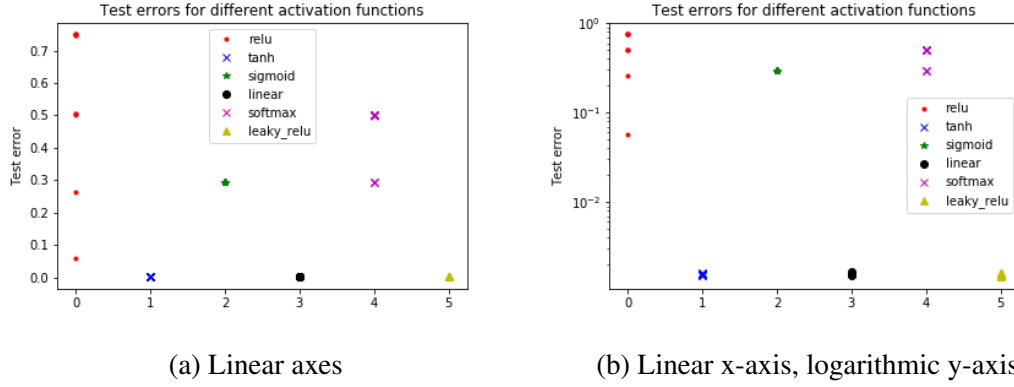 Test errors for different activation functions
Test error
0.7
0.6
0.5
0.4
0.3
0.2
0.1
0.0
relu
tanh
sigmoid
linear
softmax
leaky_relu
0 1 2 3 4 5
(a) Linear axes
Test errors for different activation functions
Test error
10^0
10^-1
10^-2
relu
tanh
sigmoid
linear
softmax
leaky_relu
0 1 2 3 4 5
(b) Linear x-axis, logarithmic y-axis